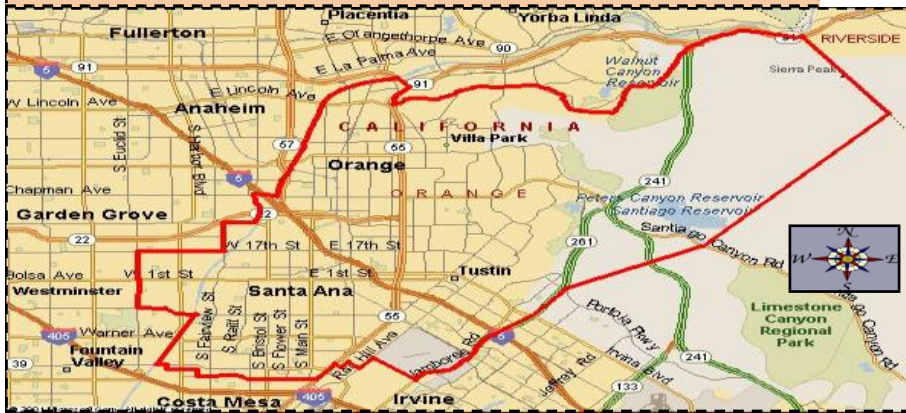 Placentia
Yorba Linda
Fullerton
E Orangethorpe Ave
90
91
RIVERSIDE
E La Palma Ave
Walnut
Canyon
Reservoir
Sierra Peak
5
91
91
W Lincoln Ave
E Lincoln Ave
Anaheim
CALIFORNIA
S Euclid St
S Harbor Blvd
57
55
Villa Park
Orange
5
241
Chapman Ave
ORANGE
Peters Canyon Reservoir
Santiago Reservoir
Garden Grove
22
Santiago Canyon Rd
22
W 17th St
E 17th St
261
N
W
E
S
Bolsa Ave
W 1st St
E 1st St
Tustin
Westminster
Santa Ana
S Fairview St
S Raitt St
S Bristol St
S Flower St
S Main St
55
405
Warner Ave
Fountain
Valley
Hill Ave
Jamboree Rd
5
Portola Pkwy
Irvine Blvd
Limestone
Canyon
Regional
Park
241
39
405
Jeffrey Rd
133
Costa Mesa
Irvine